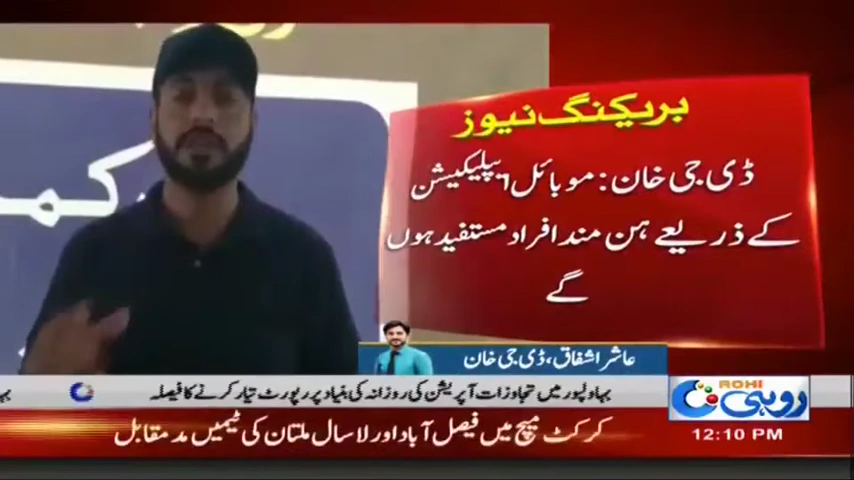 بریکنگ نیوز
ڈی جی خان: موبائل ایپلیکیشن
کے ذریعے ہنر مند افراد مستفید ہوں
گے
عاشر اشفاق، ڈی جی خان
بہاولپور میں تجاوزات آپریشن کی روزانہ کی بنیاد پر رپورٹ تیار کرنے کا فیصلہ
ROHI
روہی
12:10 PM
کرکٹ میچ میں فیصل آباد اور لاسال ملتان کی ٹیمیں مدمقابل